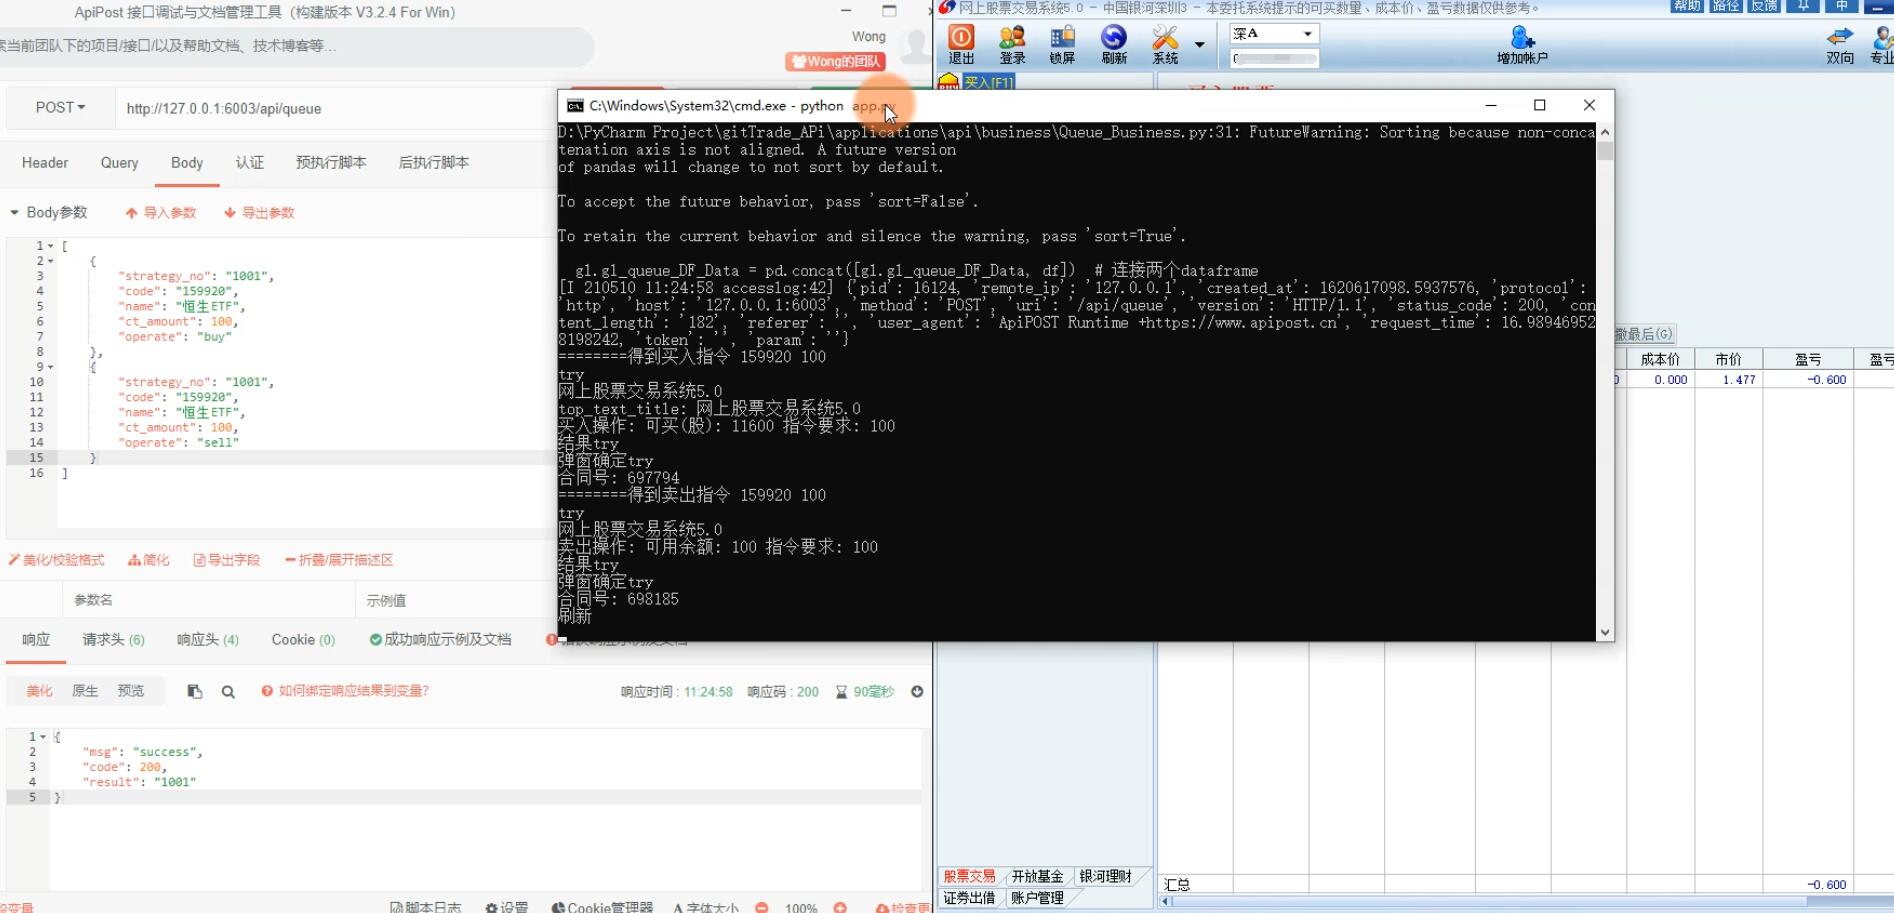 ApiPost 接口调试与文档管理工具（构建版本 V3.2.4 For Win）
当前团队下的项目/接口/以及帮助文档、技术博客等...
Wong
Wong的团队
POST
http://127.0.0.1:6003/api/queue
Header Query Body 认证 预执行脚本 后执行脚本
Body参数 导入参数 导出参数
1 [
2 {
3 "strategy_no": "1001",
4 "code": "159920",
5 "name": "恒生ETF",
6 "ct_amount": 100,
7 "operate": "buy"
8 },
9 {
10 "strategy_no": "1001",
11 "code": "159920",
12 "name": "恒生ETF",
13 "ct_amount": 100,
14 "operate": "sell"
15 }
16 ]
美化/校验格式 简化 导出字段 折叠/展开描述区
参数名 示例值
响应 请求头 (6) 响应头 (4) Cookie (0) 成功响应示例及文档
美化 原生 预览 如何绑定响应结果到变量? 响应时间 : 11:24:58 响应码 : 200 90毫秒
1 {
2 "msg": "success",
3 "code": 200,
4 "result": "1001"
5 }
脚本日志 设置 Cookie管理器 A 字体大小 100% 检查更
C:\Windows\System32\cmd.exe - python app.py
D:\PyCharm Project\gitTrade_APi\applications\api\business\Queue_Business.py:31: FutureWarning: Sorting because non-conca
tenation axis is not aligned. A future version
of pandas will change to not sort by default.
To accept the future behavior, pass 'sort=False'.
To retain the current behavior and silence the warning, pass 'sort=True'.
gl.gl_queue_DF_Data = pd.concat([gl.gl_queue_DF_Data, df]) # 连接两个dataframe
[I 210510 11:24:58 accesslog:42] {'pid': 16124, 'remote_ip': '127.0.0.1', 'created_at': 1620617098.5937576, 'protocol':
'http', 'host': '127.0.0.1:6003', 'method': 'POST', 'uri': '/api/queue', 'version': 'HTTP/1.1', 'status_code': 200, 'con
tent_length': '182', 'referer': '', 'user_agent': 'ApiPOST Runtime +https://www.apipost.cn', 'request_time': 16.98946952
8198242, 'token': '', 'param': ''}
========得到买入指令 159920 100
try
网上股票交易系统5.0
top_text_title: 网上股票交易系统5.0
买入操作: 可买(股): 11600 指令要求: 100
结果try
弹窗确定try
合同号: 697794
========得到卖出指令 159920 100
try
网上股票交易系统5.0
卖出操作: 可用余额: 100 指令要求: 100
结果try
弹窗确定try
合同号: 698185
刷新
网上股票交易系统5.0 - 中国银河深圳3 - 本委托系统提示的可买数量、成本价、盈亏数据仅供参考。
帮助 路径 反馈 中
退出 登录 锁屏 刷新 系统 深A 增加帐户 双向 专业
买入[F1]
撤最后(G)
成本价 市价 盈亏 盈亏
0.000 1.477 -0.600
股票交易 开放基金 银河理财
证券出借 账户管理
汇总 -0.600